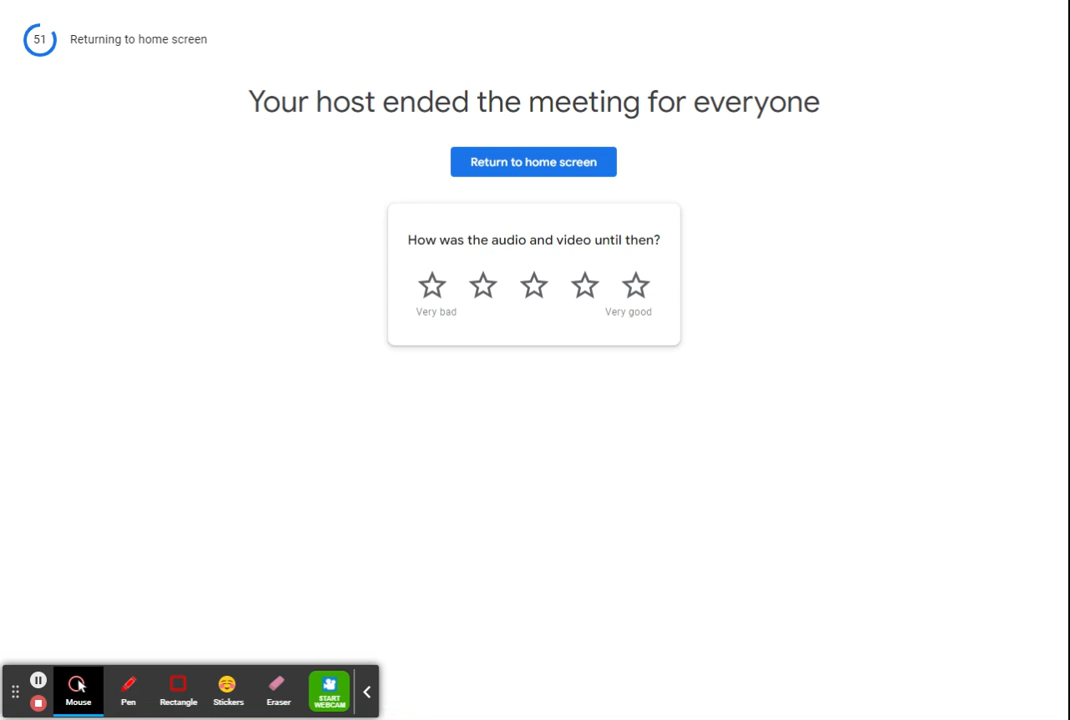 51 Returning to home screen
Your host ended the meeting for everyone
Return to home screen
How was the audio and video until then?
Very bad Very good
Mouse Pen Rectangle Stickers Eraser START
WEBCAM